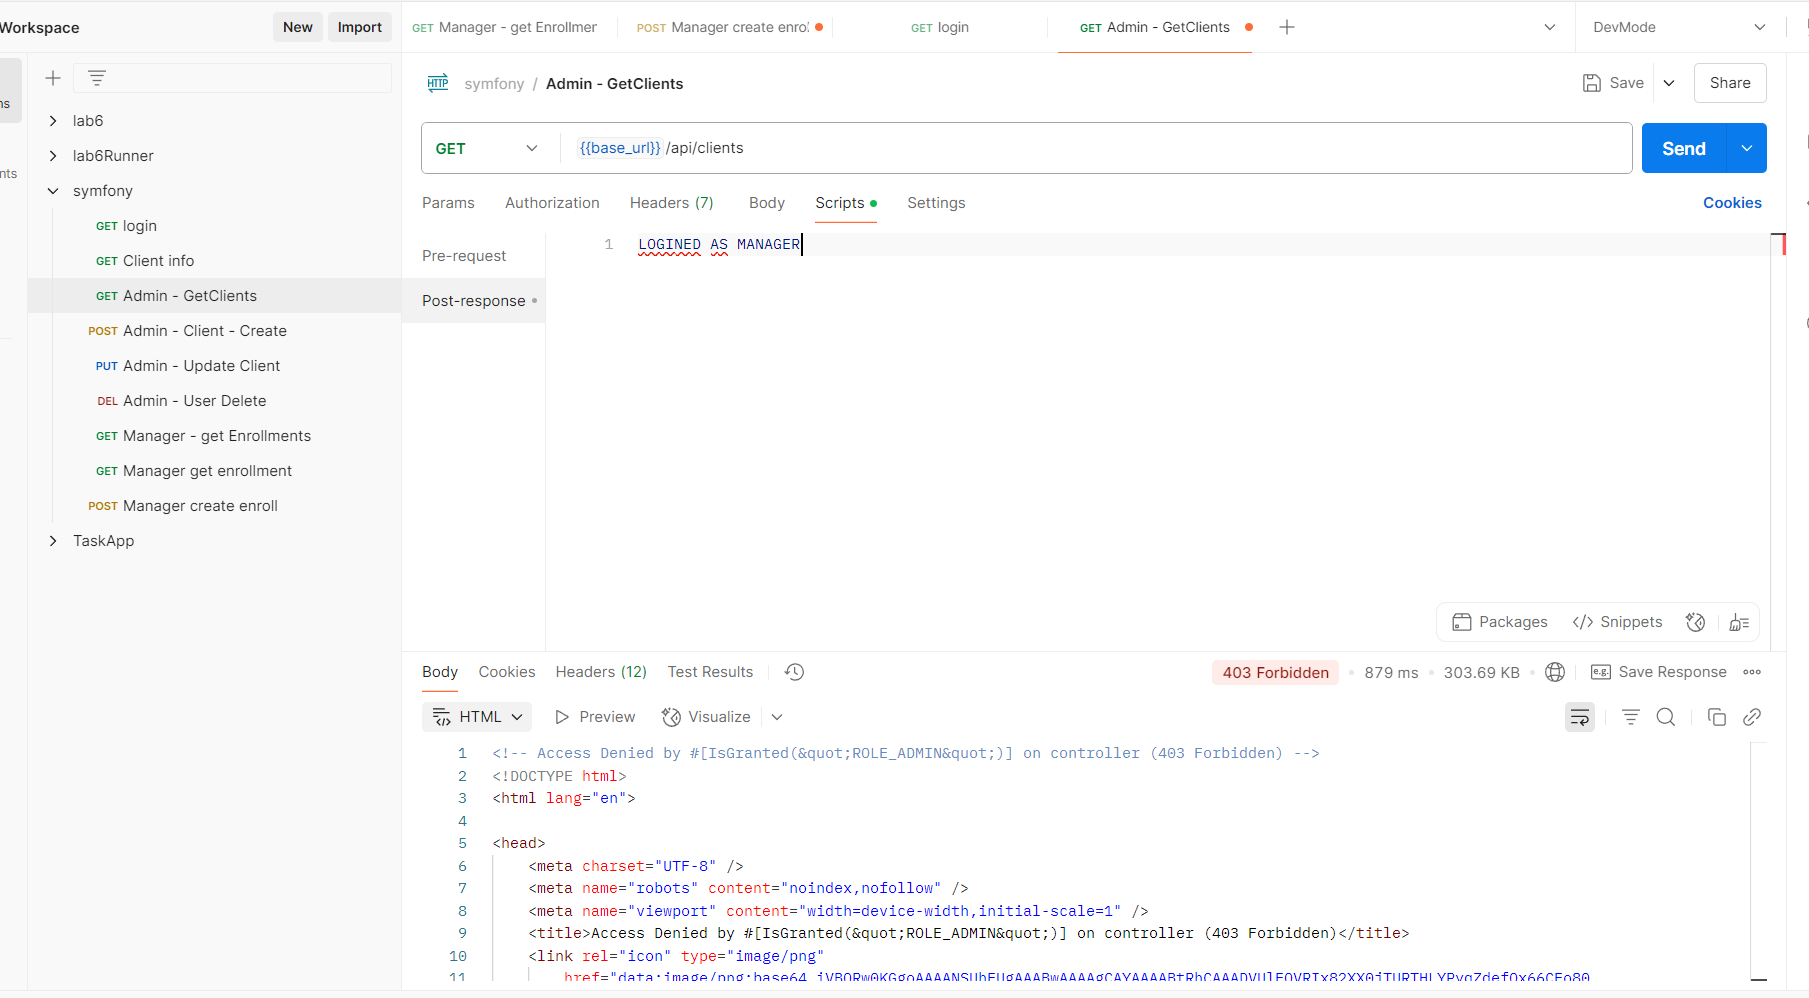 Workspace
New
Import
GET Manager - get Enrollmer
POST Manager create enrol
GET login
GET Admin - GetClients
DevMode
ns
nts
lab6
lab6Runner
symfony
GET login
GET Client info
GET Admin - GetClients
POST Admin - Client - Create
PUT Admin - Update Client
DEL Admin - User Delete
GET Manager - get Enrollments
GET Manager get enrollment
POST Manager create enroll
TaskApp
HTTP symfony / Admin - GetClients
Save
Share
GET
{{base_url}} /api/clients
Send
Params
Authorization
Headers (7)
Body
Scripts
Settings
Cookies
Pre-request
Post-response
1 LOGINED AS MANAGER
Packages
</> Snippets
Body
Cookies
Headers (12)
Test Results
403 Forbidden
879 ms
303.69 KB
e.g. Save Response
HTML
Preview
Visualize
1 <!-- Access Denied by #[IsGranted(&quot;ROLE_ADMIN&quot;)] on controller (403 Forbidden) -->
2 <!DOCTYPE html>
3 <html lang="en">
4
5 <head>
6 <meta charset="UTF-8" />
7 <meta name="robots" content="noindex,nofollow" />
8 <meta name="viewport" content="width=device-width,initial-scale=1" />
9 <title>Access Denied by #[IsGranted(&quot;ROLE_ADMIN&quot;)] on controller (403 Forbidden)</title>
10 <link rel="icon" type="image/png"
11 href="data:image/png;base64,